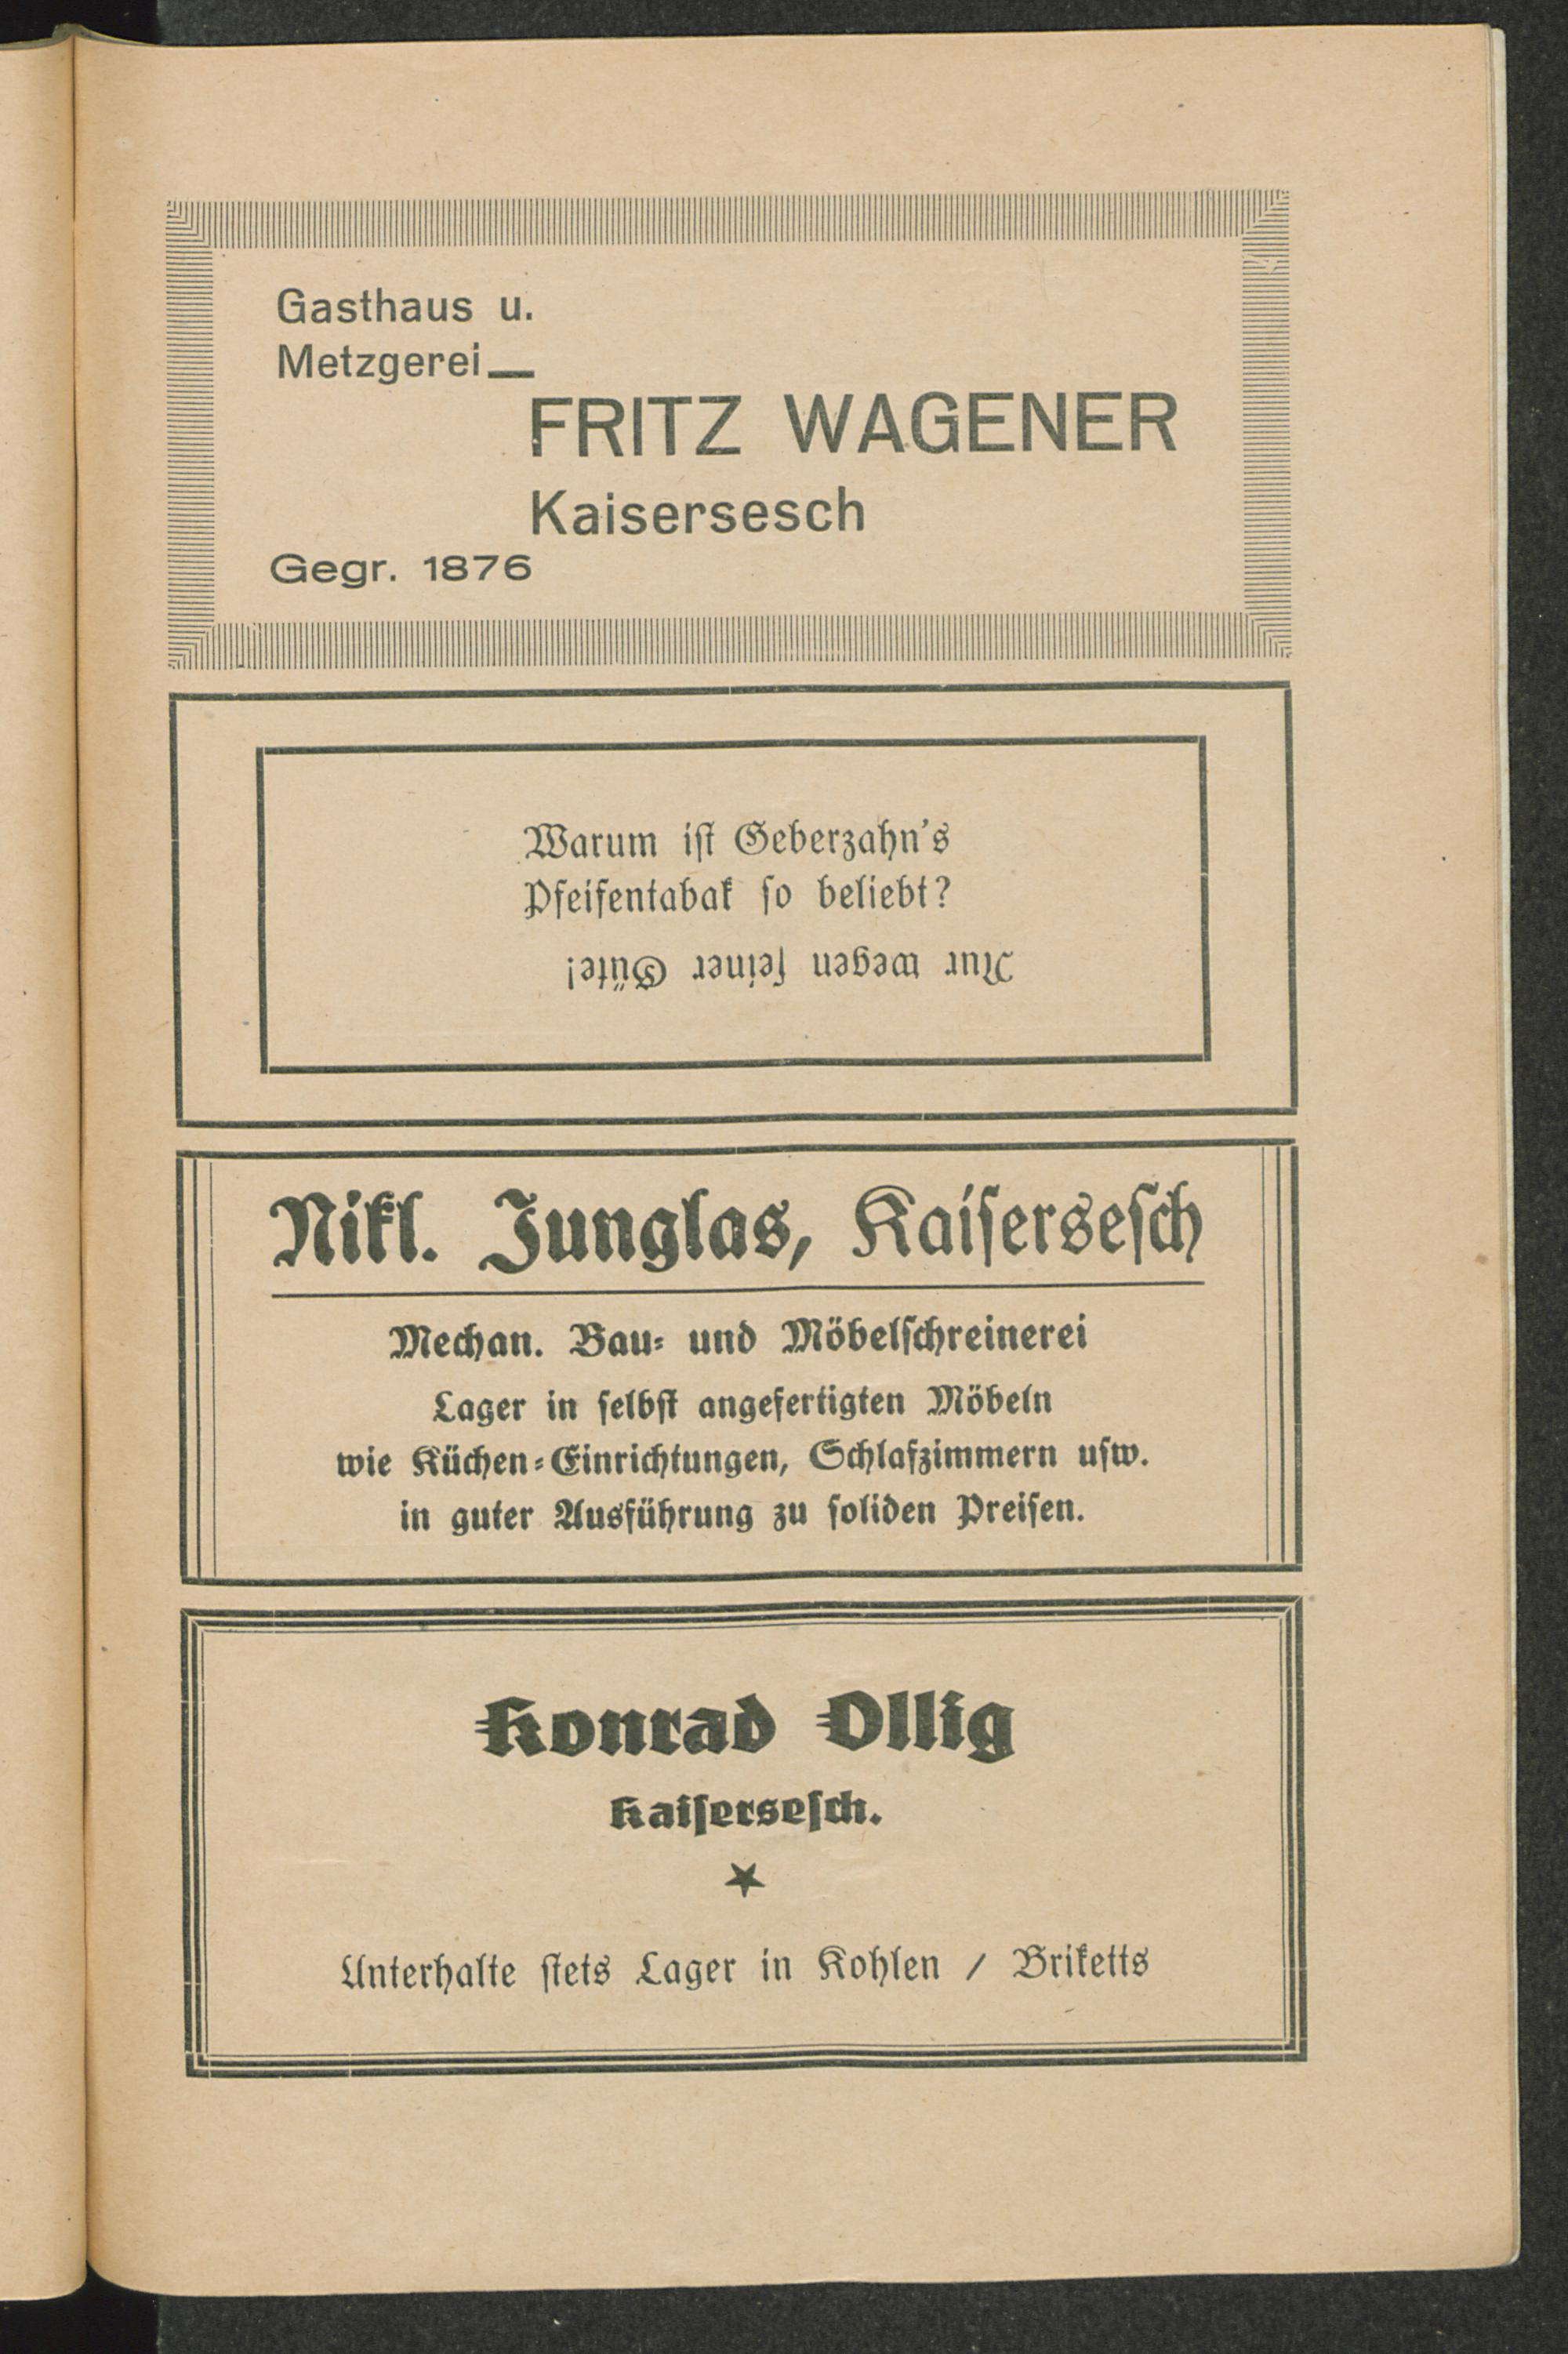 Gasthaus u.
Metzgerei
FRITZ WAGENER
Kaisersesch
Gegr. 1876
Warum iſt Geberzahn's
Pfeifentabak ſo beliebt?
Nur wegen ſeiner Güte!
Nikl. Junglas, Kaiſerseſch
Mechan. Bau- und Möbelſchreinerei
Lager in ſelbſt angefertigten Möbeln
wie Küchen-Einrichtungen, Schlafzimmern uſw.
in guter Ausführung zu ſoliden Preiſen.
Konrad Ollig
Kaiſerseſch.
Unterhalte ſtets Lager in Kohlen / Briketts